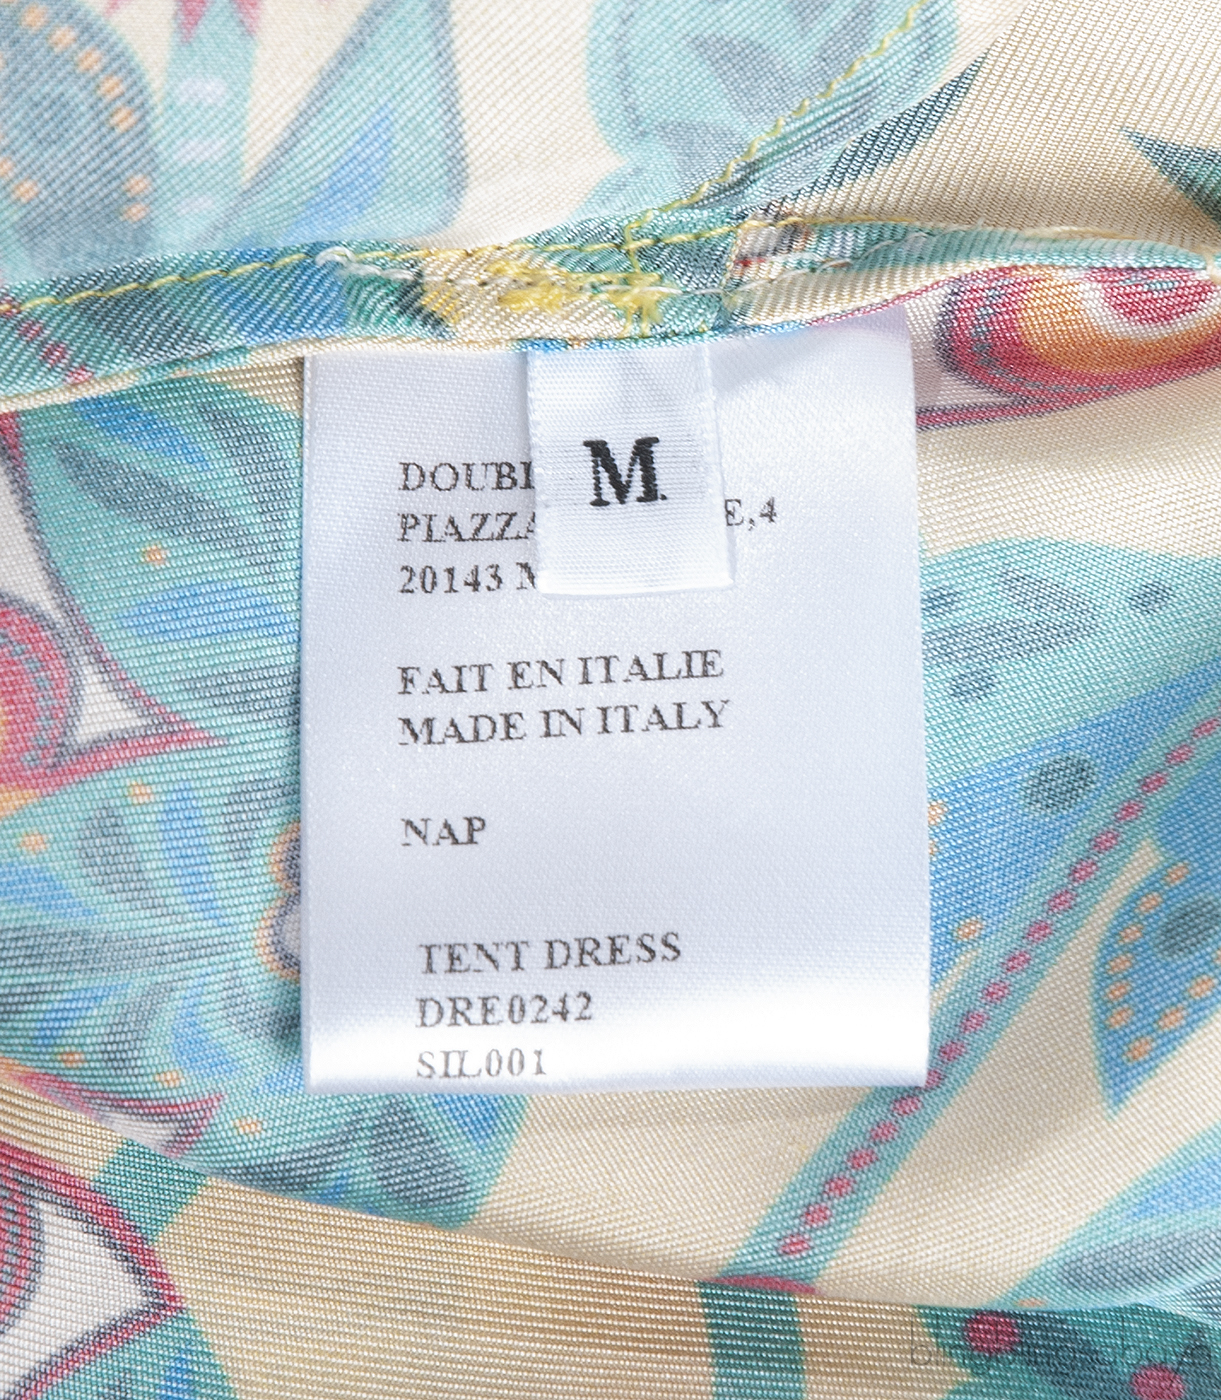 M
DOUBL
PIAZZA E,4
20143 M
FAIT EN ITALIE
MADE IN ITALY
NAP
TENT DRESS
DRE0242
SIL001